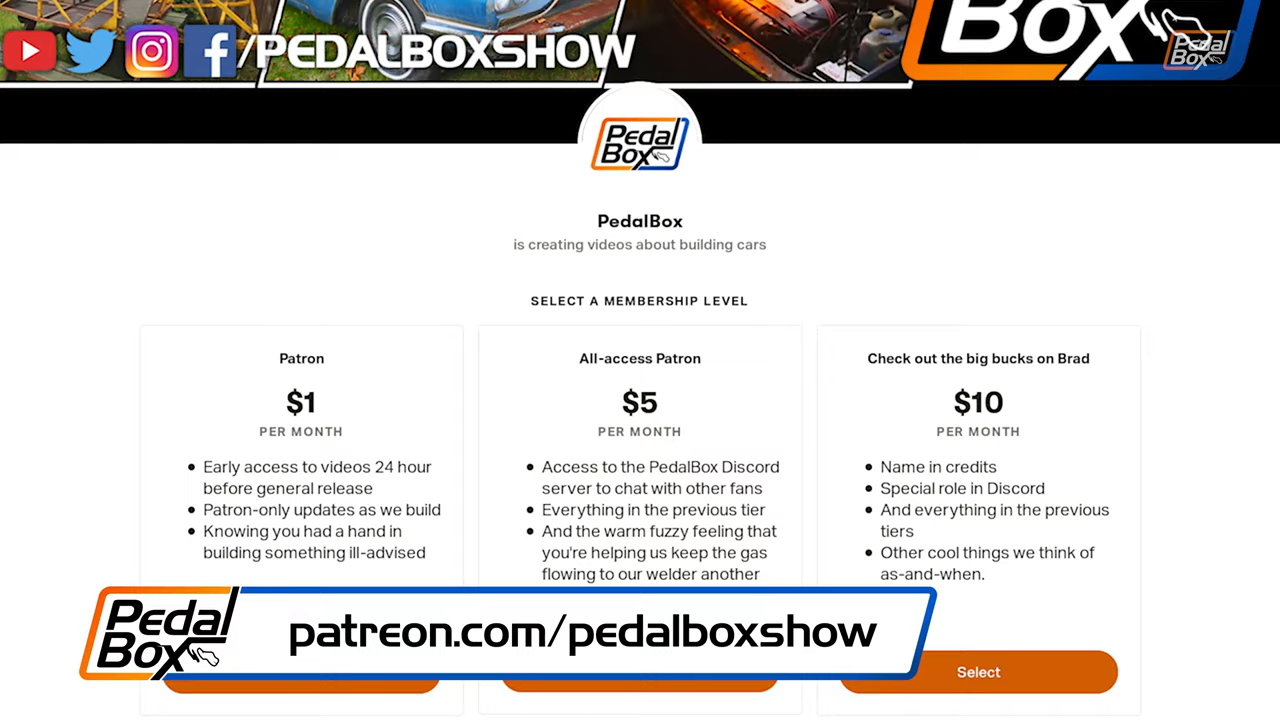 Box
/PEDALBOXSHOW
Pedal
Box
Pedal
Box
PedalBox
is creating videos about building cars
SELECT A MEMBERSHIP LEVEL
Patron
$1
PER MONTH
Early access to videos 24 hour
before general release
Patron-only updates as we build
Knowing you had a hand in
building something ill-advised
All-access Patron
$5
PER MONTH
Access to the PedalBox Discord
server to chat with other fans
Everything in the previous tier
And the warm fuzzy feeling that
you're helping us keep the gas
flowing to our welder another
Check out the big bucks on Brad
$10
PER MONTH
Name in credits
Special role in Discord
And everything in the previous
tiers
Other cool things we think of
as-and-when.
Select
Pedal
Box
patreon.com/pedalboxshow